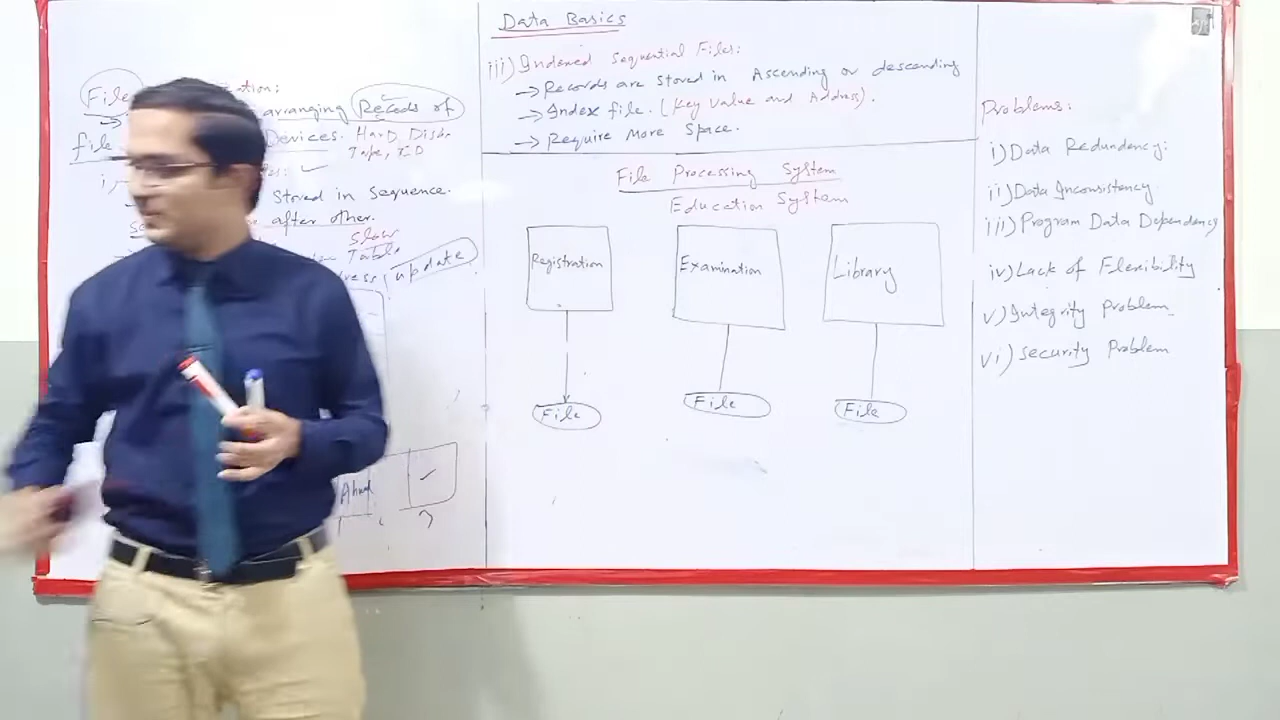 File
arranging Records of
file Devices. Hard Disk
Tape, CD
i)
Stored in sequence.
after other.
Slow
Table
update
Ahmd
Data Basics
iii) Indexed Sequential Files:
→ Records are stored in Ascending or descending
→ Index file. (Key Value and Address).
→ Require More Space.
File Processing System
Education System
Registration Examination Library
File File File
Problems:
i) Data Redundency:
ii) Data Inconsistency
iii) Program Data Dependency
iv) Lack of Flexibility
v) Integrity Problem
vi) Security Problem